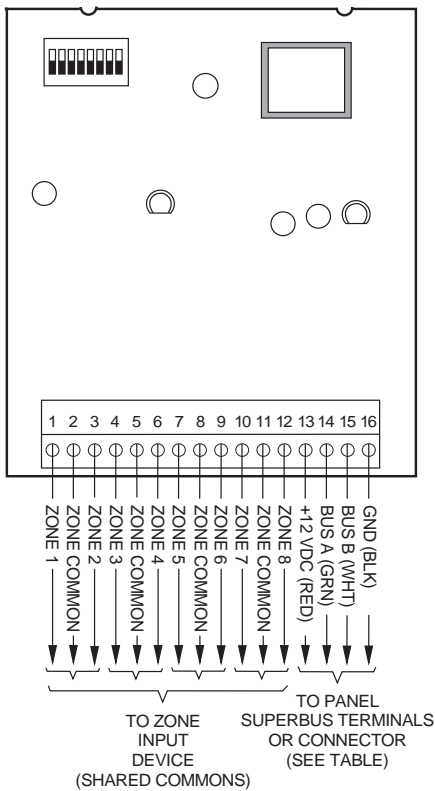 1 2 3 4 5 6 7 8 9 10 11 12 13 14 15 16
ZONE 1
ZONE COMMON
ZONE 2
ZONE 3
ZONE COMMON
ZONE 4
ZONE 5
ZONE COMMON
ZONE 6
ZONE 7
ZONE COMMON
ZONE 8
+12 VDC (RED)
BUS A (GRN)
BUS B (WHT)
GND (BLK)
TO ZONE
INPUT
DEVICE
(SHARED COMMONS)
TO PANEL
SUPERBUS TERMINALS
OR CONNECTOR
(SEE TABLE)